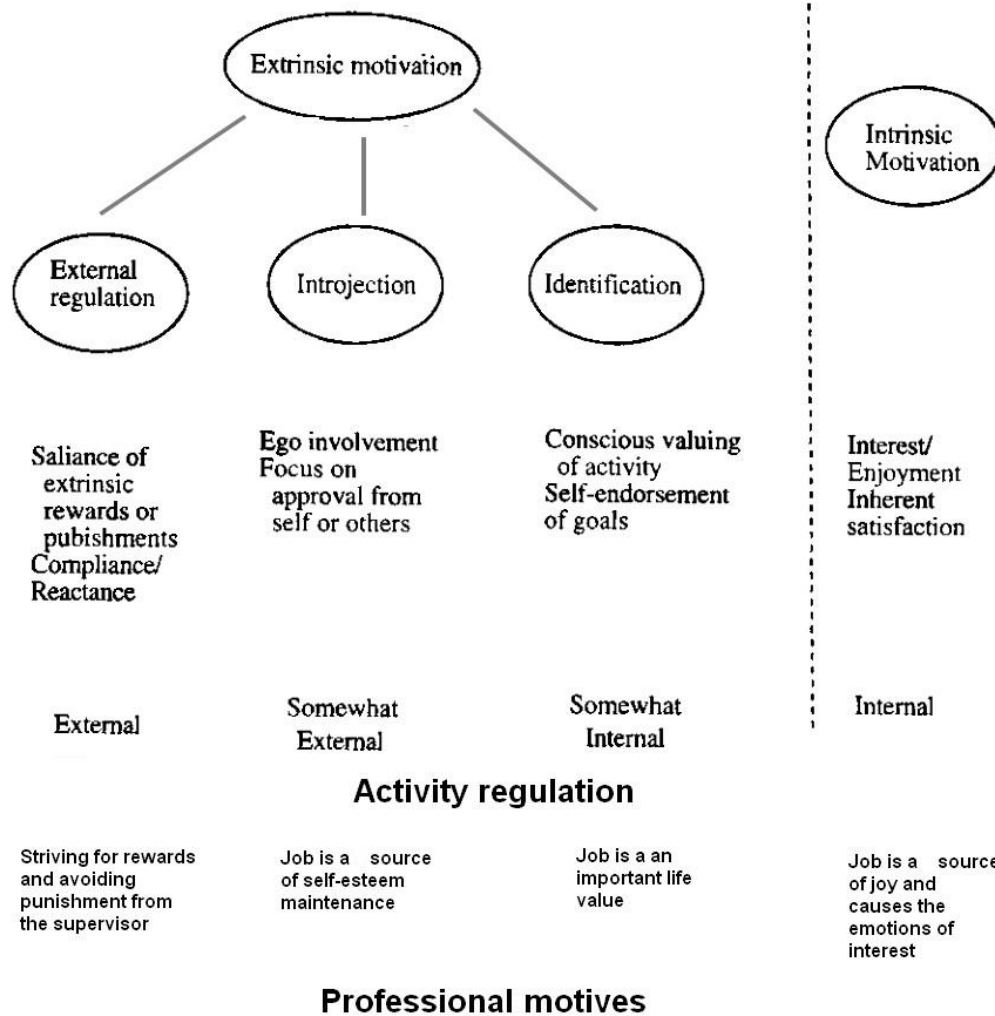 Extrinsic motivation
Intrinsic
Motivation
External
regulation
Introjection
Identification
Saliance of
extrinsic
rewards or
pubishments
Compliance/
Reactance
Ego involvement
Focus on
approval from
self or others
Conscious valuing
of activity
Self-endorsement
of goals
Interest/
Enjoyment
Inherent
satisfaction
External
Somewhat
External
Somewhat
Internal
Internal
Activity regulation
Striving for rewards
and avoiding
punishment from
the supervisor
Job is a source
of self-esteem
maintenance
Job is a an
important life
value
Job is a source
of joy and
causes the
emotions of
interest
Professional motives